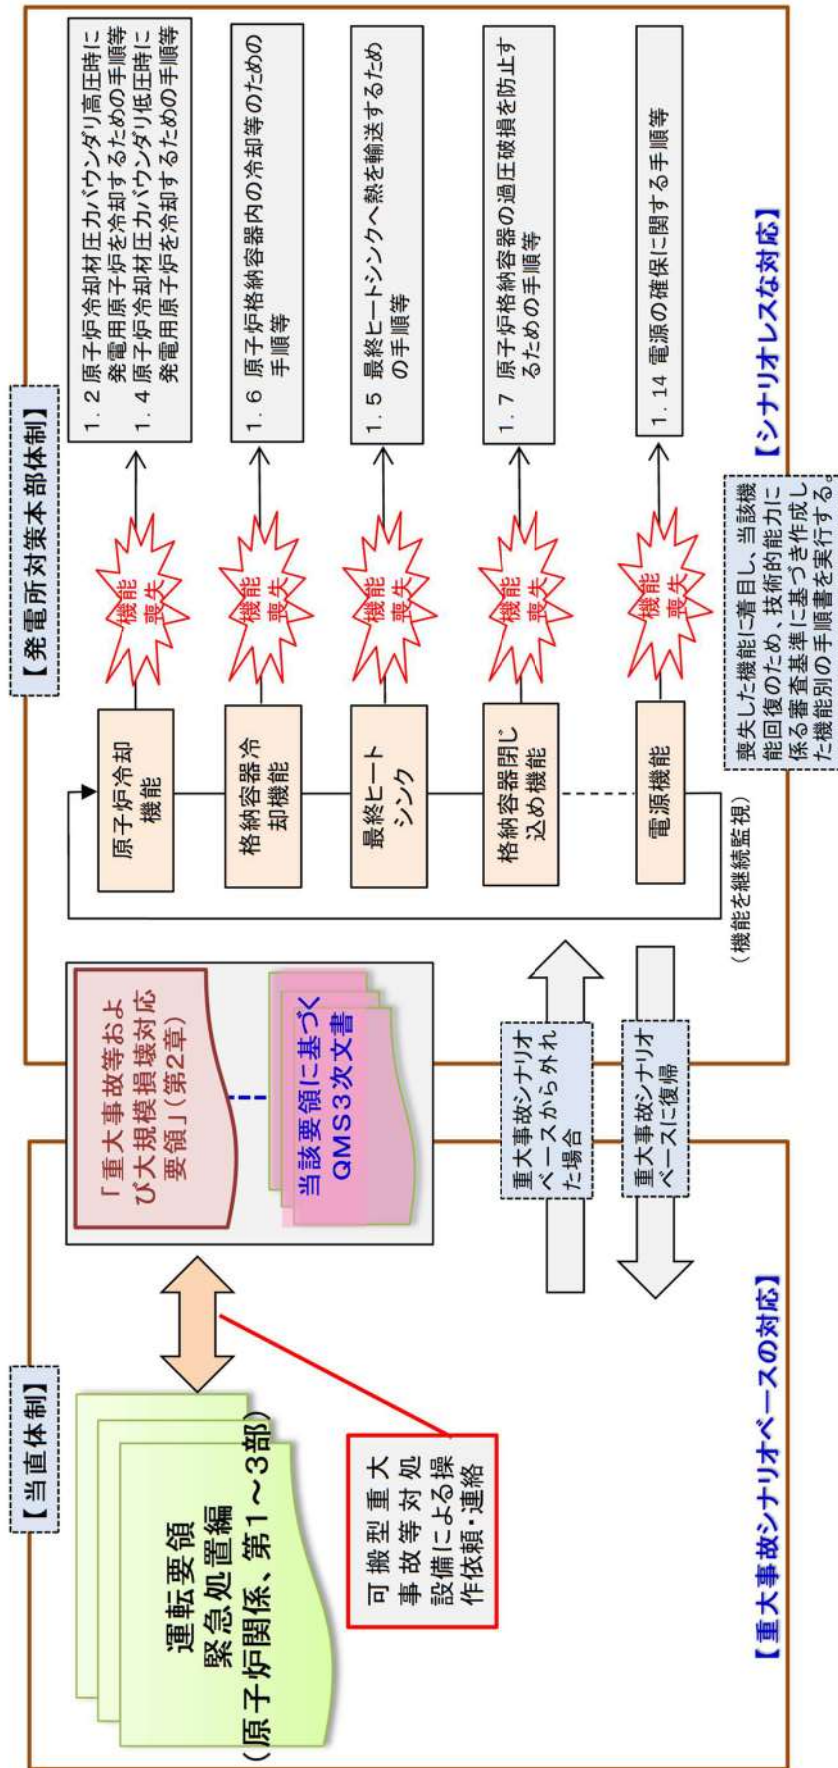 【当直体制】
運転要領
緊急処置編
(原子炉関係、第1～3部)
可搬型重大
事故等対処
設備による操
作依頼・連絡
【重大事故シナリオベースの対応】
「重大事故等およ
び大規模損壊対応
要領」(第2章)
当該要領に基づく
QMS3次文書
重大事故シナリオ
ベースから外れ
た場合
重大事故シナリオ
ベースに復帰
【発電所対策本部体制】
原子炉冷却
機能
機能
喪失
1.2 原子炉冷却材圧力バウンダリ高圧時に
発電用原子炉を冷却するための手順等
1.4 原子炉冷却材圧力バウンダリ低圧時に
発電用原子炉を冷却するための手順等
格納容器冷
却機能
機能
喪失
1.6 原子炉格納容器内の冷却等のための
手順等
最終ヒート
シンク
機能
喪失
1.5 最終ヒートシンクへ熱を輸送するため
の手順等
格納容器閉じ
込め機能
機能
喪失
1.7 原子炉格納容器の過圧破損を防止す
るための手順等
電源機能
機能
喪失
1.14 電源の確保に関する手順等
(機能を継続監視)
【シナリオレスな対応】
喪失した機能に着目し、当該機
能回復のため、技術的能力に
係る審査基準に基づき作成し
た機能別の手順書を実行する。